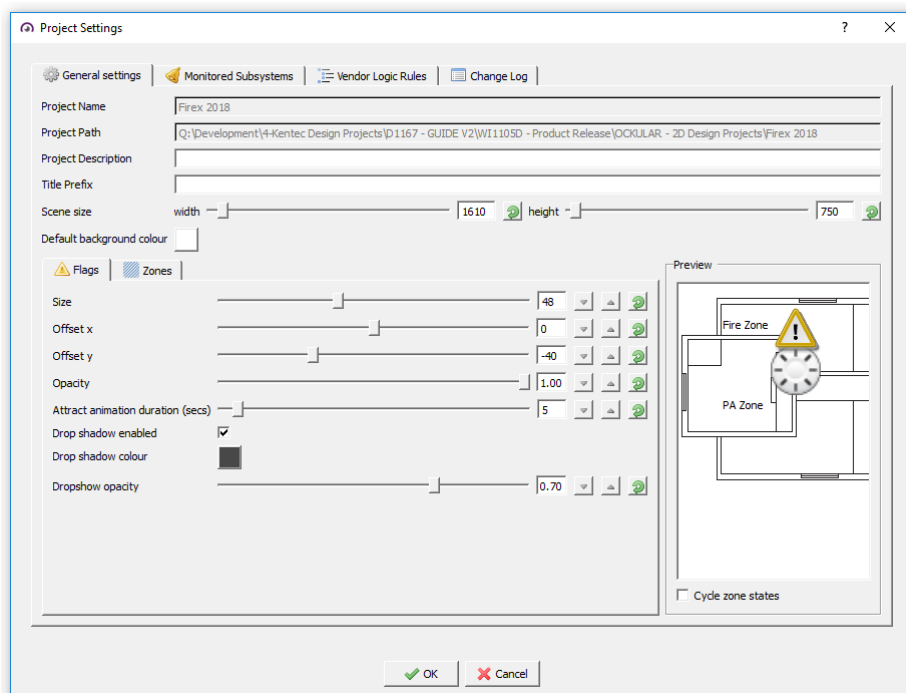 Project Settings
General settings
Monitored Subsystems
Vendor Logic Rules
Change Log
Project Name
Firex 2018
Project Path
Q:\Development\4-Kentec Design Projects\D1167 - GUIDE V2\WI1105D - Product Release\OCKULAR - 2D Design Projects\Firex 2018
Project Description
Title Prefix
Scene size width 1610 height 750
Default background colour
Flags
Zones
Preview
Size 48
Offset x 0
Offset y -40
Opacity 1.00
Attract animation duration (secs) 5
Drop shadow enabled
Drop shadow colour
Dropshow opacity 0.70
Fire Zone
PA Zone
Cycle zone states
OK
Cancel